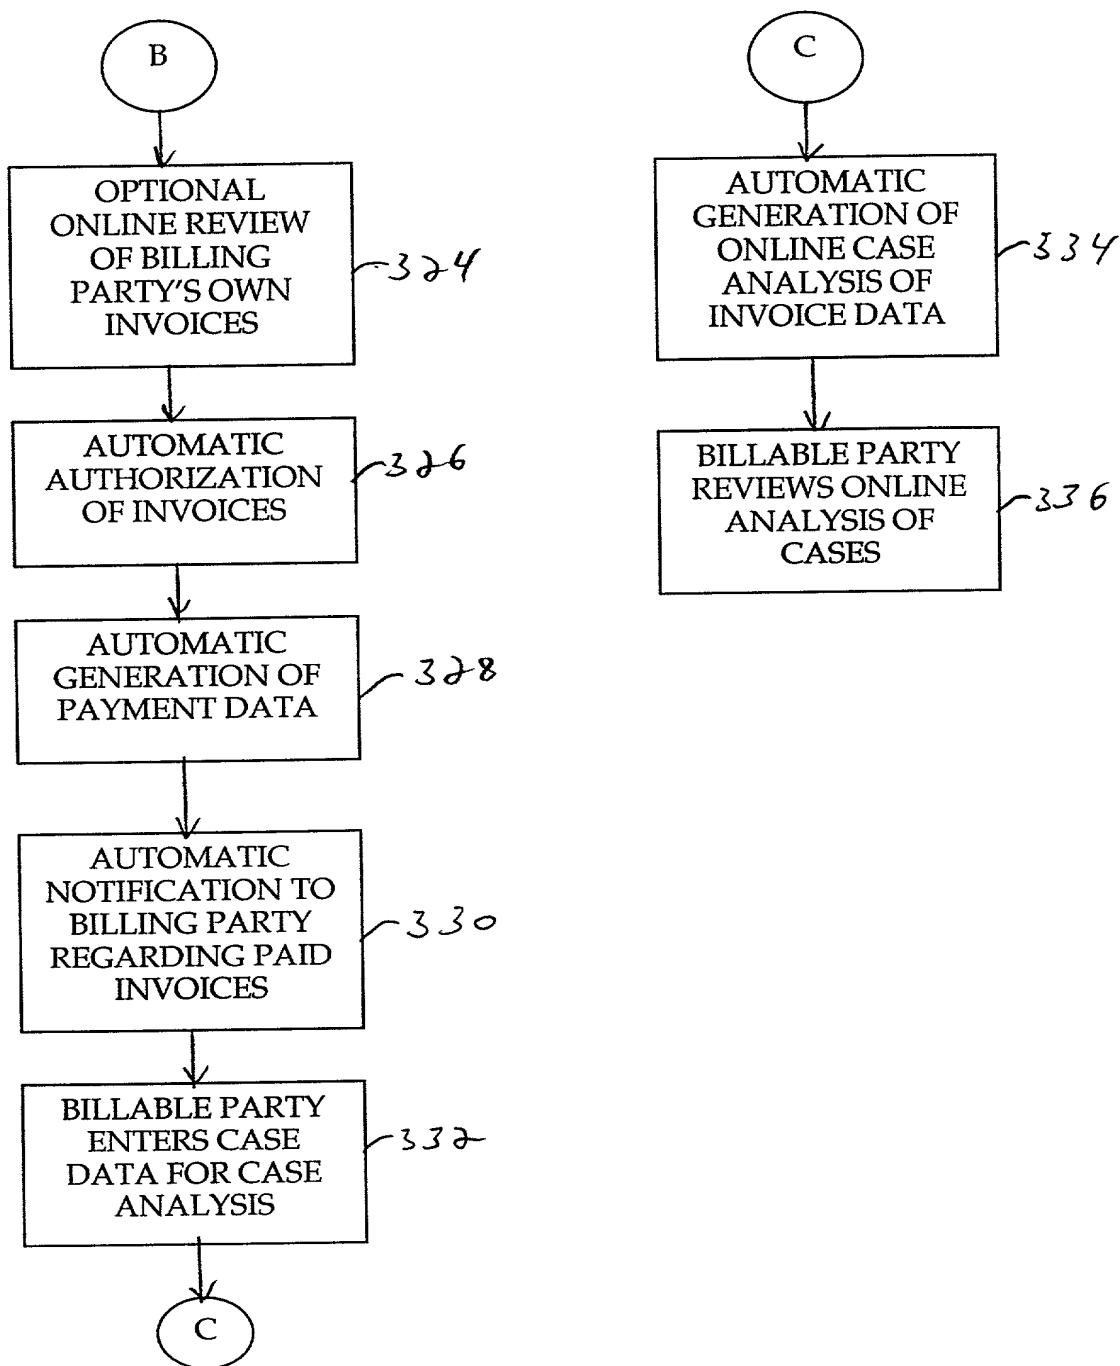 B
OPTIONAL
ONLINE REVIEW
OF BILLING
PARTY'S OWN
INVOICES
324
AUTOMATIC
AUTHORIZATION
OF INVOICES
326
AUTOMATIC
GENERATION OF
PAYMENT DATA
328
AUTOMATIC
NOTIFICATION TO
BILLING PARTY
REGARDING PAID
INVOICES
330
BILLABLE PARTY
ENTERS CASE
DATA FOR CASE
ANALYSIS
332
C
C
AUTOMATIC
GENERATION OF
ONLINE CASE
ANALYSIS OF
INVOICE DATA
334
BILLABLE PARTY
REVIEWS ONLINE
ANALYSIS OF
CASES
336